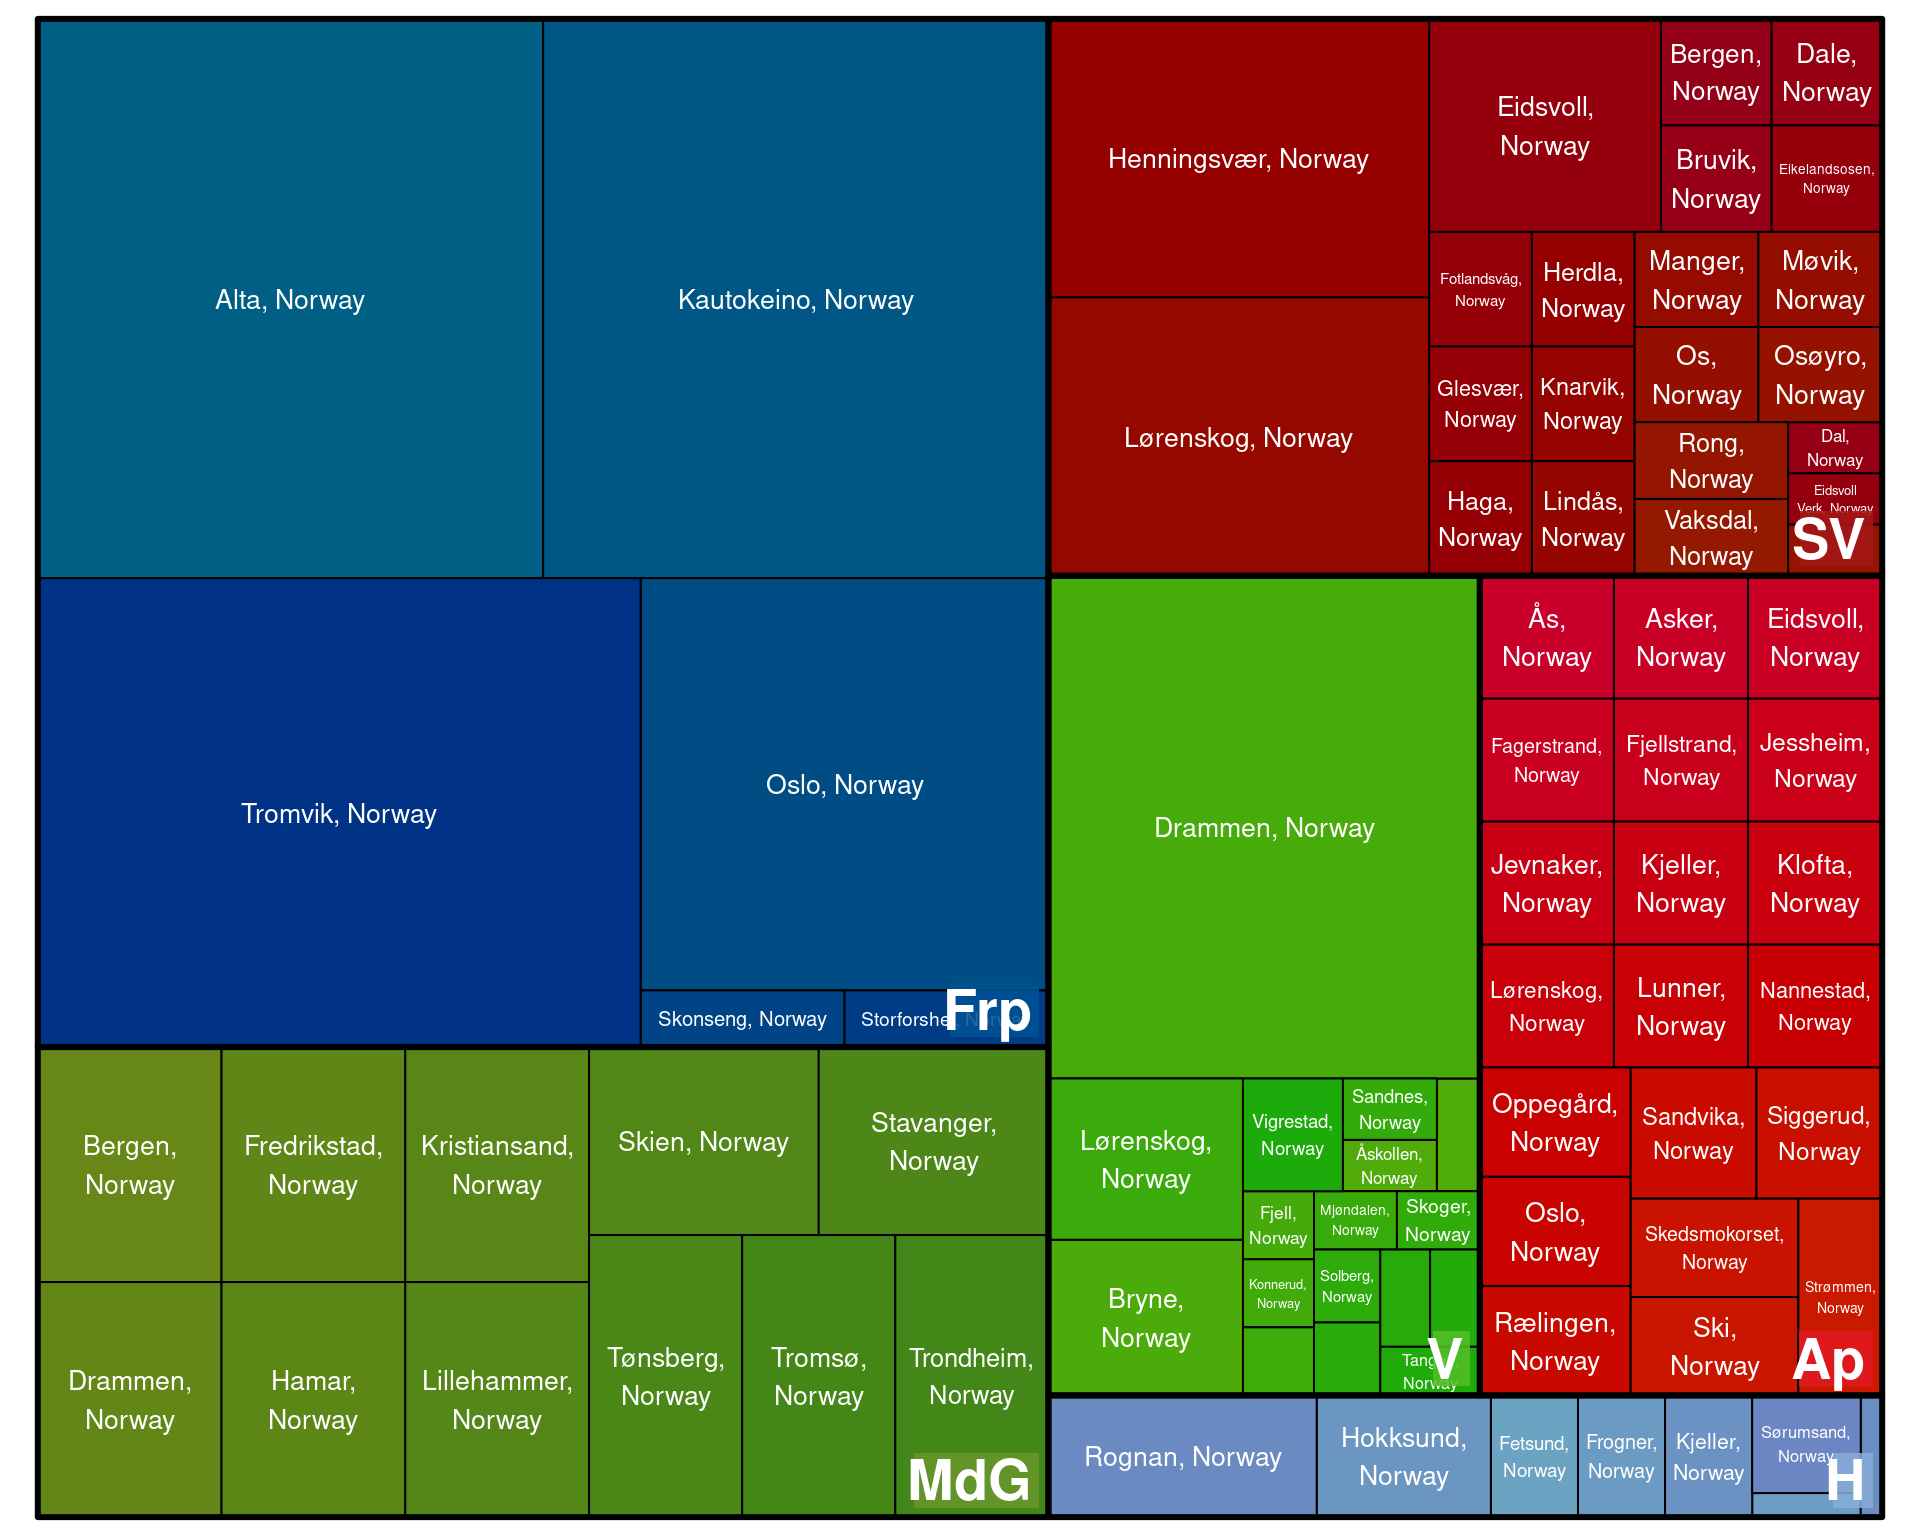 Alta, Norway
Kautokeino, Norway
Tromvik, Norway
Oslo, Norway
Skonseng, Norway
Storforshei, Norway
Frp
Bergen,
Norway
Fredrikstad,
Norway
Kristiansand,
Norway
Skien, Norway
Stavanger,
Norway
Drammen,
Norway
Hamar,
Norway
Lillehammer,
Norway
Tønsberg,
Norway
Tromsø,
Norway
Trondheim,
Norway
MdG
Henningsvær, Norway
Lørenskog, Norway
Eidsvoll,
Norway
Bergen,
Norway
Dale,
Norway
Bruvik,
Norway
Eikelandsosen,
Norway
Fotlandsvåg,
Norway
Herdla,
Norway
Manger,
Norway
Møvik,
Norway
Glesvær,
Norway
Knarvik,
Norway
Os,
Norway
Osøyro,
Norway
Haga,
Norway
Lindås,
Norway
Rong,
Norway
Dal,
Norway
Vaksdal,
Norway
Eidsvoll
Verk, Norway
SV
Drammen, Norway
Lørenskog,
Norway
Vigrestad,
Norway
Sandnes,
Norway
Åskollen,
Norway
Bryne,
Norway
Fjell,
Norway
Mjøndalen,
Norway
Skoger,
Norway
Konnerud,
Norway
Solberg,
Norway
Norway
V
Ås,
Norway
Asker,
Norway
Eidsvoll,
Norway
Fagerstrand,
Norway
Fjellstrand,
Norway
Jessheim,
Norway
Jevnaker,
Norway
Kjeller,
Norway
Klofta,
Norway
Lørenskog,
Norway
Lunner,
Norway
Nannestad,
Norway
Oppegård,
Norway
Sandvika,
Norway
Siggerud,
Norway
Oslo,
Norway
Skedsmokorset,
Norway
Strømmen,
Norway
Rælingen,
Norway
Ski,
Norway
Ap
Rognan, Norway
Hokksund,
Norway
Fetsund,
Norway
Frogner,
Norway
Kjeller,
Norway
Sørumsand,
Norway
H